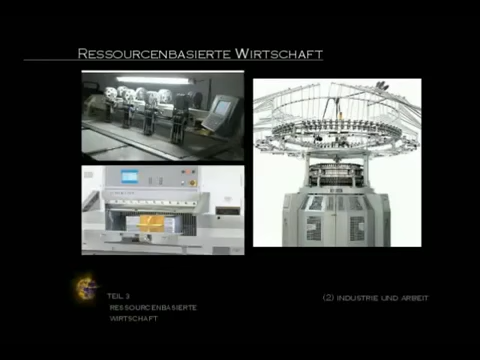 Ressourcenbasierte Wirtschaft
Teil 3
Ressourcenbasierte
Wirtschaft
(2) Industrie und Arbeit